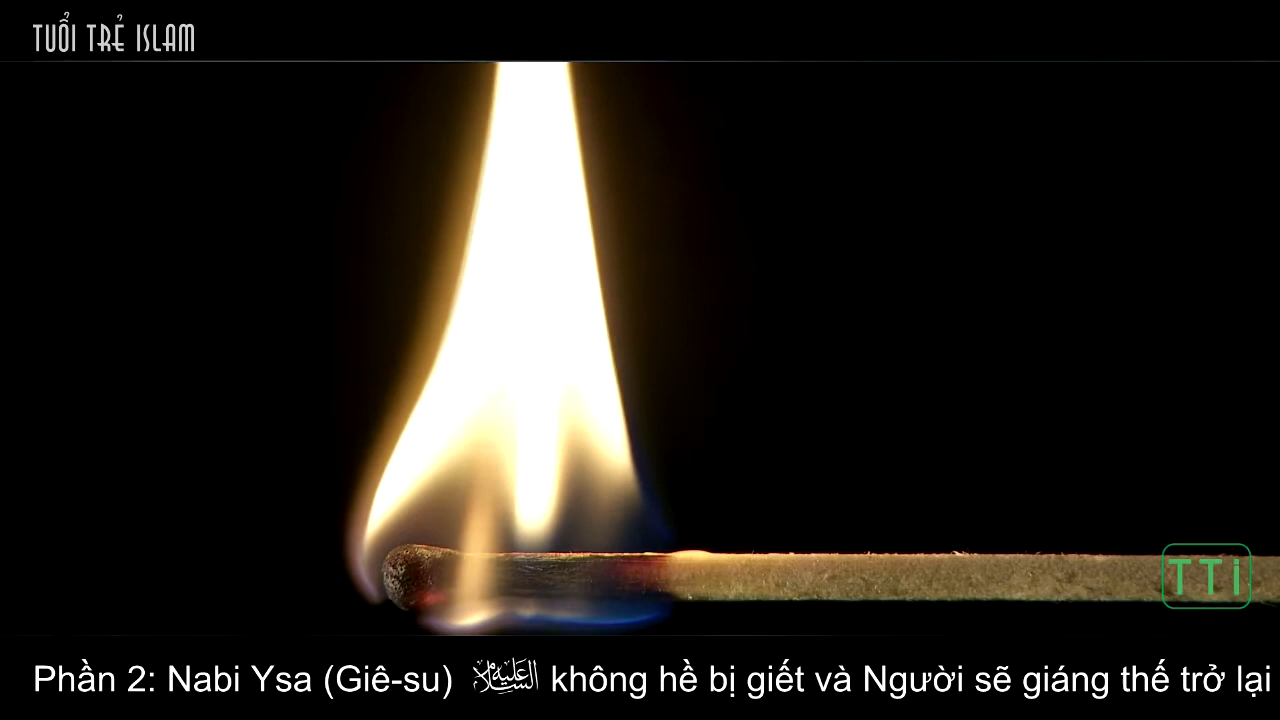 TUỔI TRẺ ISLAM
TTi
Phần 2: Nabi Ysa (Giê-su) عليه السلام không hề bị giết và Người sẽ giáng thế trở lại